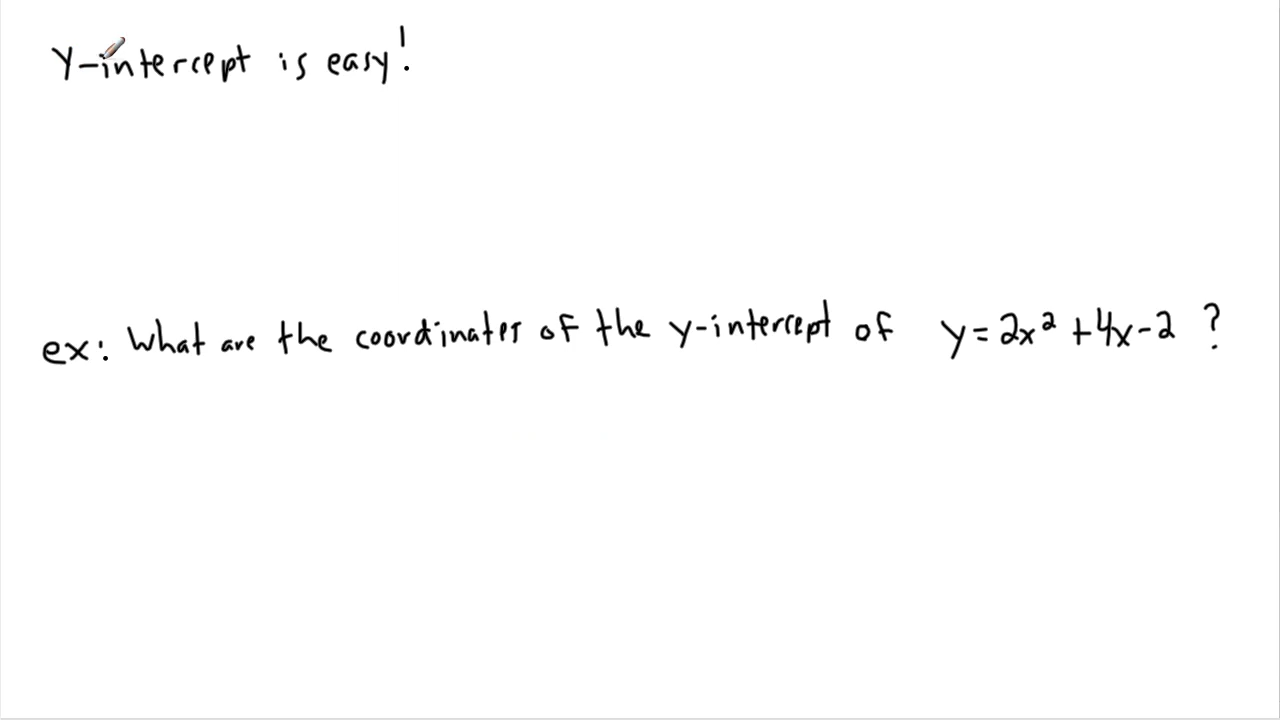 Y-intercept is easy!
ex: What are the coordinates of the y-intercept of y=2x² +4x-2 ?